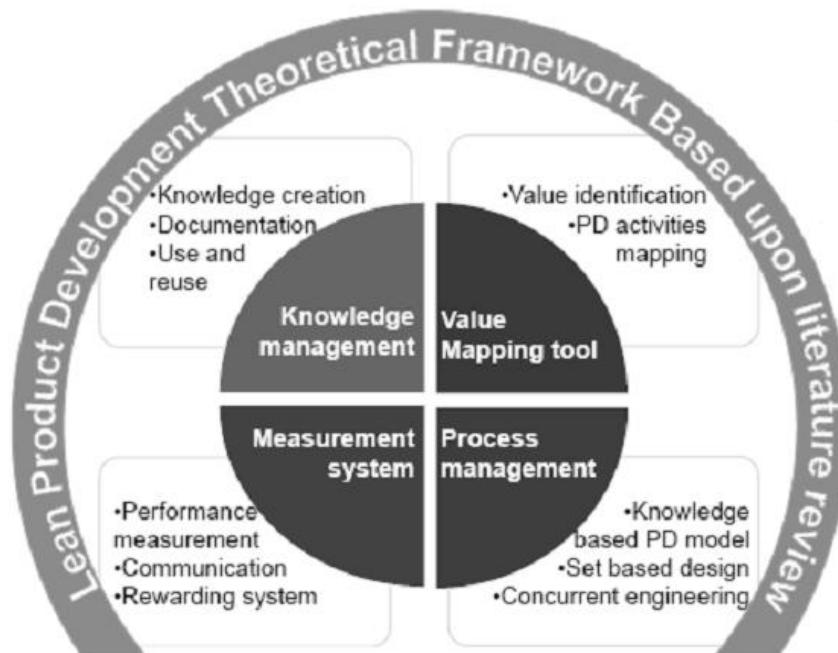 Lean Product Development Theoretical Framework Based upon literature review
•Knowledge creation
•Documentation
•Use and
reuse
•Value identification
•PD activities
mapping
Knowledge
management
Value
Mapping tool
Measurement
system
Process
management
•Performance
measurement
•Communication
•Rewarding system
•Knowledge
based PD model
•Set based design
•Concurrent engineering